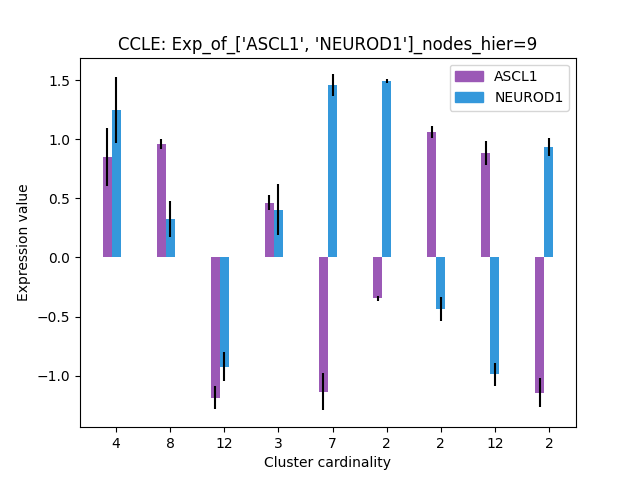 CCLE: Exp_of_['ASCL1', 'NEUROD1']_nodes_hier=9
ASCL1
NEUROD1
Expression value
1.5
1.0
0.5
0.0
−0.5
−1.0
4 8 12 3 7 2 2 12 2
Cluster cardinality